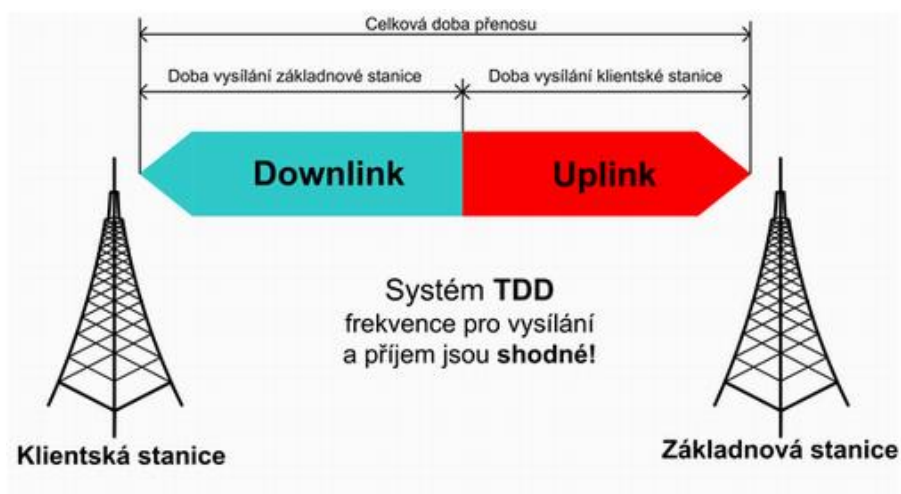 Celková doba přenosu
Doba vysílání základnové stanice
Doba vysílání klientské stanice
Downlink
Uplink
Systém TDD
frekvence pro vysílání
a příjem jsou shodné!
Klientská stanice
Základnová stanice